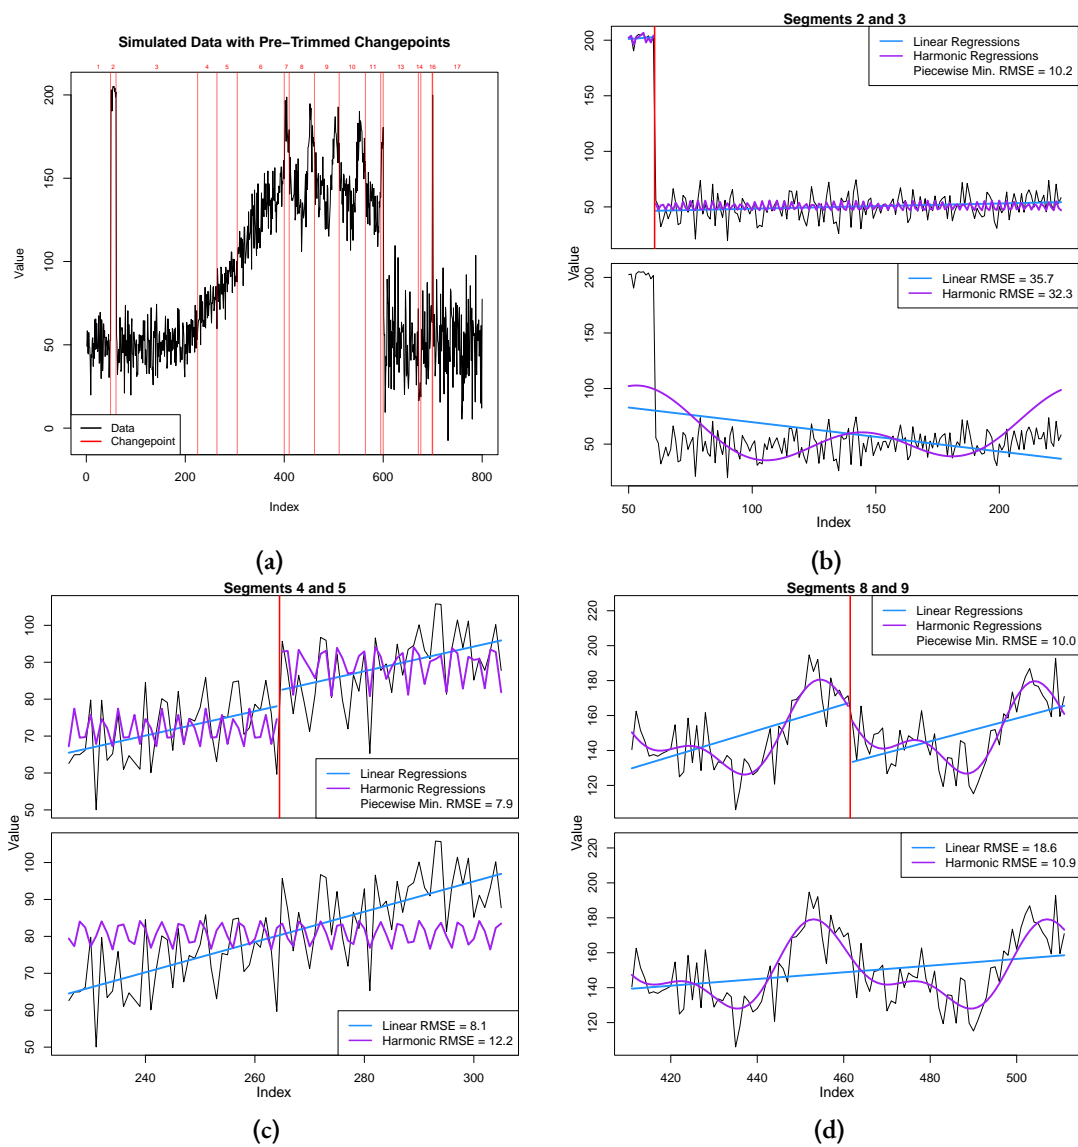 Simulated Data with Pre−Trimmed Changepoints
1 2 3 4 5 6 7 8 9 10 11 13 14 16 17
Value
200
150
100
50
0
Data
Changepoint
0 200 400 600 800
Index
(a)
Segments 2 and 3
Linear Regressions
Harmonic Regressions
Piecewise Min. RMSE = 10.2
200
150
100
50
Value
Linear RMSE = 35.7
Harmonic RMSE = 32.3
200
150
100
50
50 100 150 200
Index
(b)
Segments 4 and 5
100
90
80
70
60
50
Linear Regressions
Harmonic Regressions
Piecewise Min. RMSE = 7.9
Value
100
90
80
70
60
50
Linear RMSE = 8.1
Harmonic RMSE = 12.2
240 260 280 300
Index
(c)
Segments 8 and 9
Linear Regressions
Harmonic Regressions
Piecewise Min. RMSE = 10.0
220
200
180
160
140
120
Value
Linear RMSE = 18.6
Harmonic RMSE = 10.9
220
200
180
160
140
120
420 440 460 480 500
Index
(d)